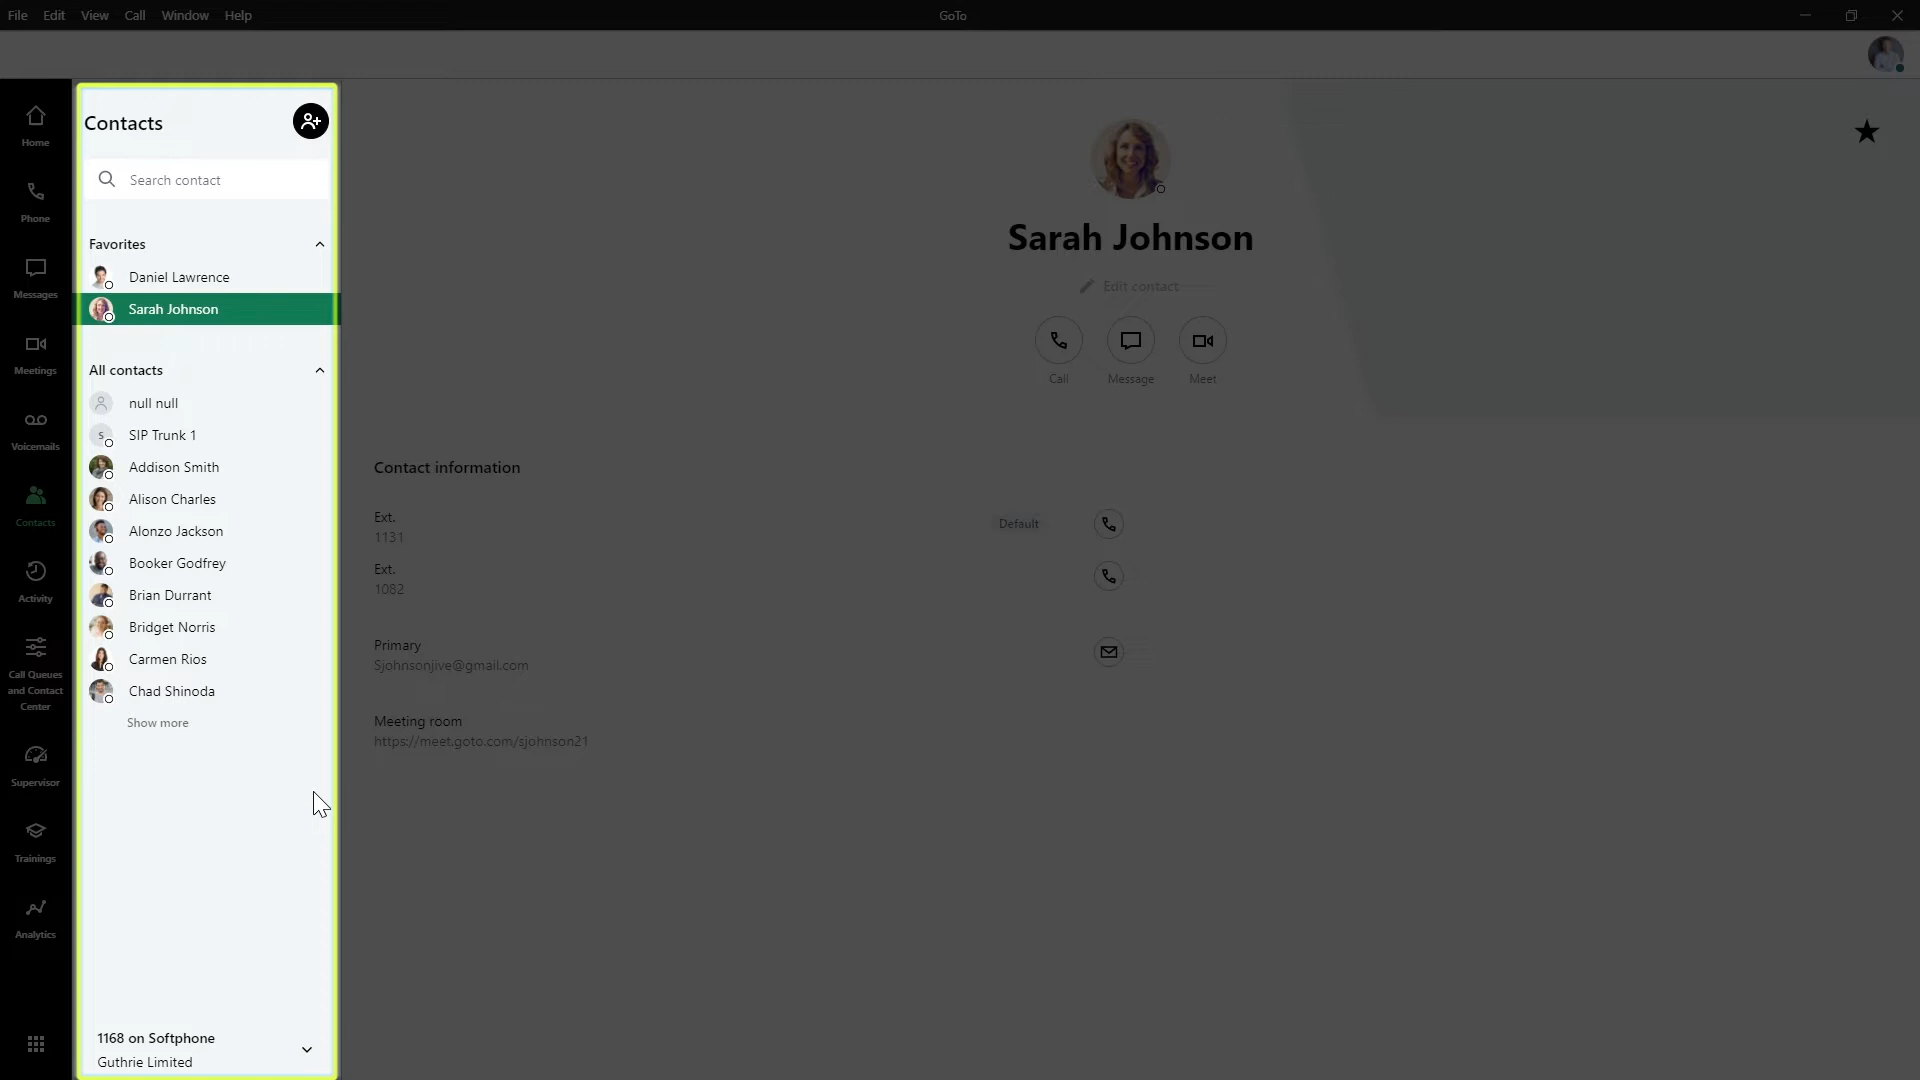 File Edit View Call Window Help
GoTo
Home
Phone
Messages
Meetings
Voicemails
Contacts
Activity
Call Queues
and Contact
Center
Supervisor
Trainings
Analytics
Contacts
Search contact
Favorites
Daniel Lawrence
Sarah Johnson
All contacts
null null
S SIP Trunk 1
Addison Smith
Alison Charles
Alonzo Jackson
Booker Godfrey
Brian Durrant
Bridget Norris
Carmen Rios
Chad Shinoda
Show more
1168 on Softphone
Guthrie Limited
Sarah Johnson
Edit contact
Call Message Meet
Contact information
Ext.
1131
Default
Ext.
1082
Primary
Sjohnsonjive@gmail.com
Meeting room
https://meet.goto.com/sjohnson21